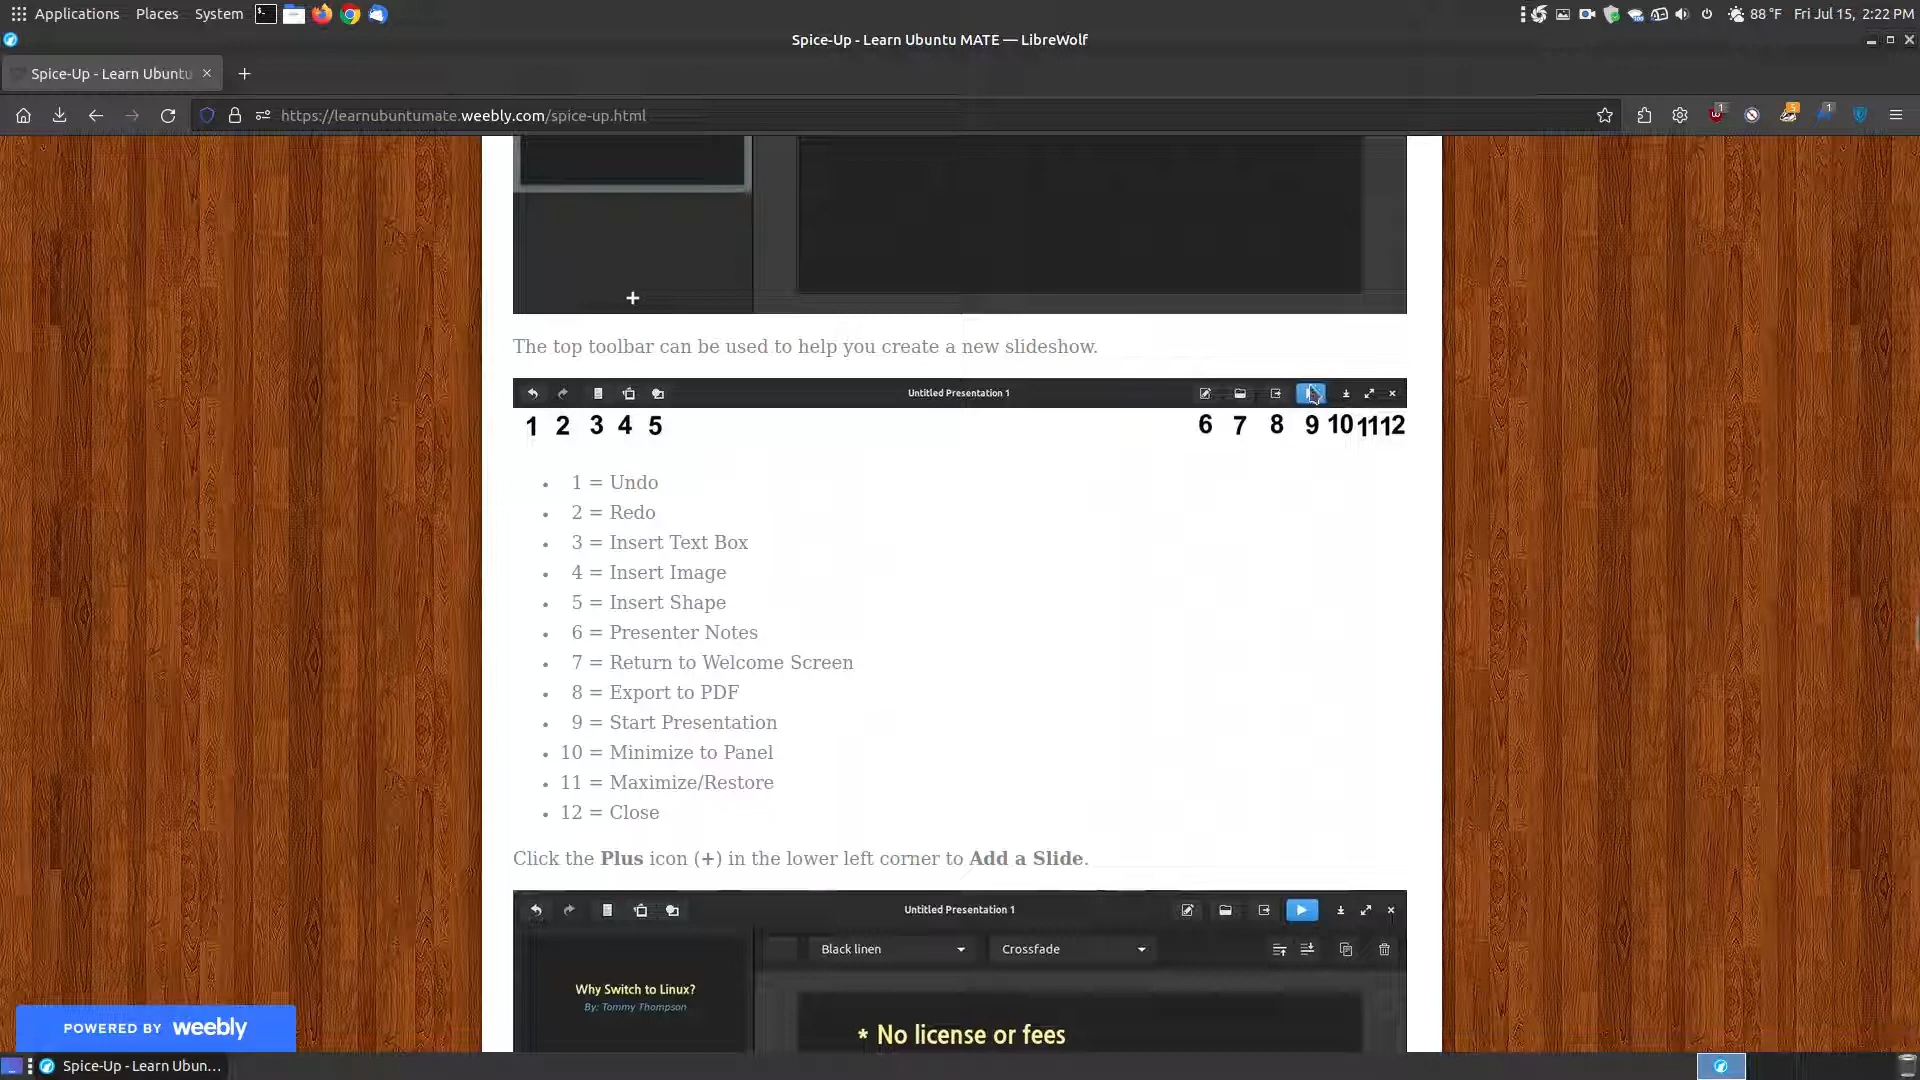 Applications Places System 88 °F Fri Jul 15, 2:22 PM
Spice-Up - Learn Ubuntu MATE — LibreWolf
Spice-Up - Learn Ubuntu
https://learnubuntumate.weebly.com/spice-up.html
The top toolbar can be used to help you create a new slideshow.
Untitled Presentation 1
1 2 3 4 5 6 7 8 9 10 11 12
• 1 = Undo
• 2 = Redo
• 3 = Insert Text Box
• 4 = Insert Image
• 5 = Insert Shape
• 6 = Presenter Notes
• 7 = Return to Welcome Screen
• 8 = Export to PDF
• 9 = Start Presentation
• 10 = Minimize to Panel
• 11 = Maximize/Restore
• 12 = Close
Click the Plus icon (+) in the lower left corner to Add a Slide.
Untitled Presentation 1
Black linen Crossfade
Why Switch to Linux?
By: Tommy Thompson
* No license or fees
POWERED BY weebly
Spice-Up - Learn Ubun...